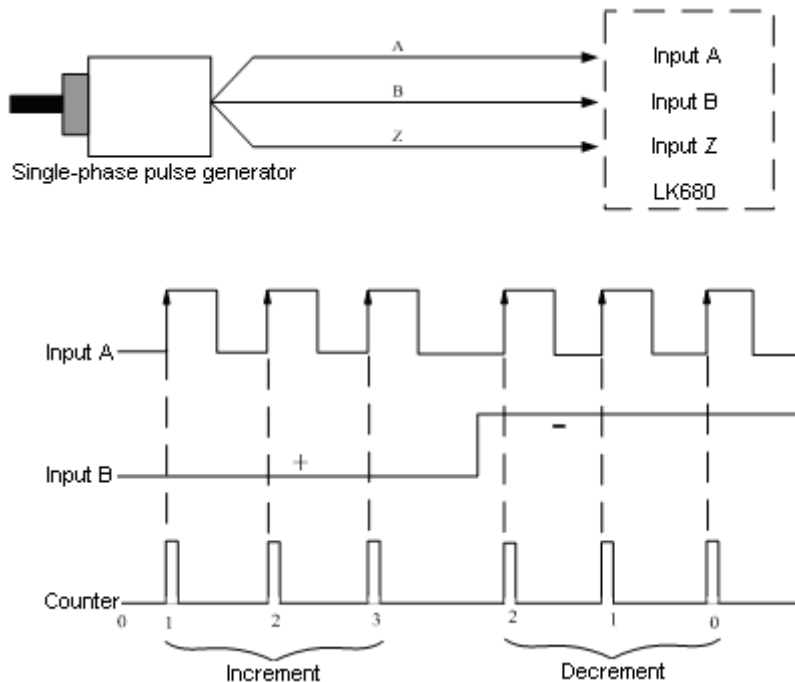 A
Input A
B
Input B
Z
Input Z
Single-phase pulse generator
LK680
Input A
-
+
Input B
Counter
0 1 2 3 2 1 0
Increment Decrement